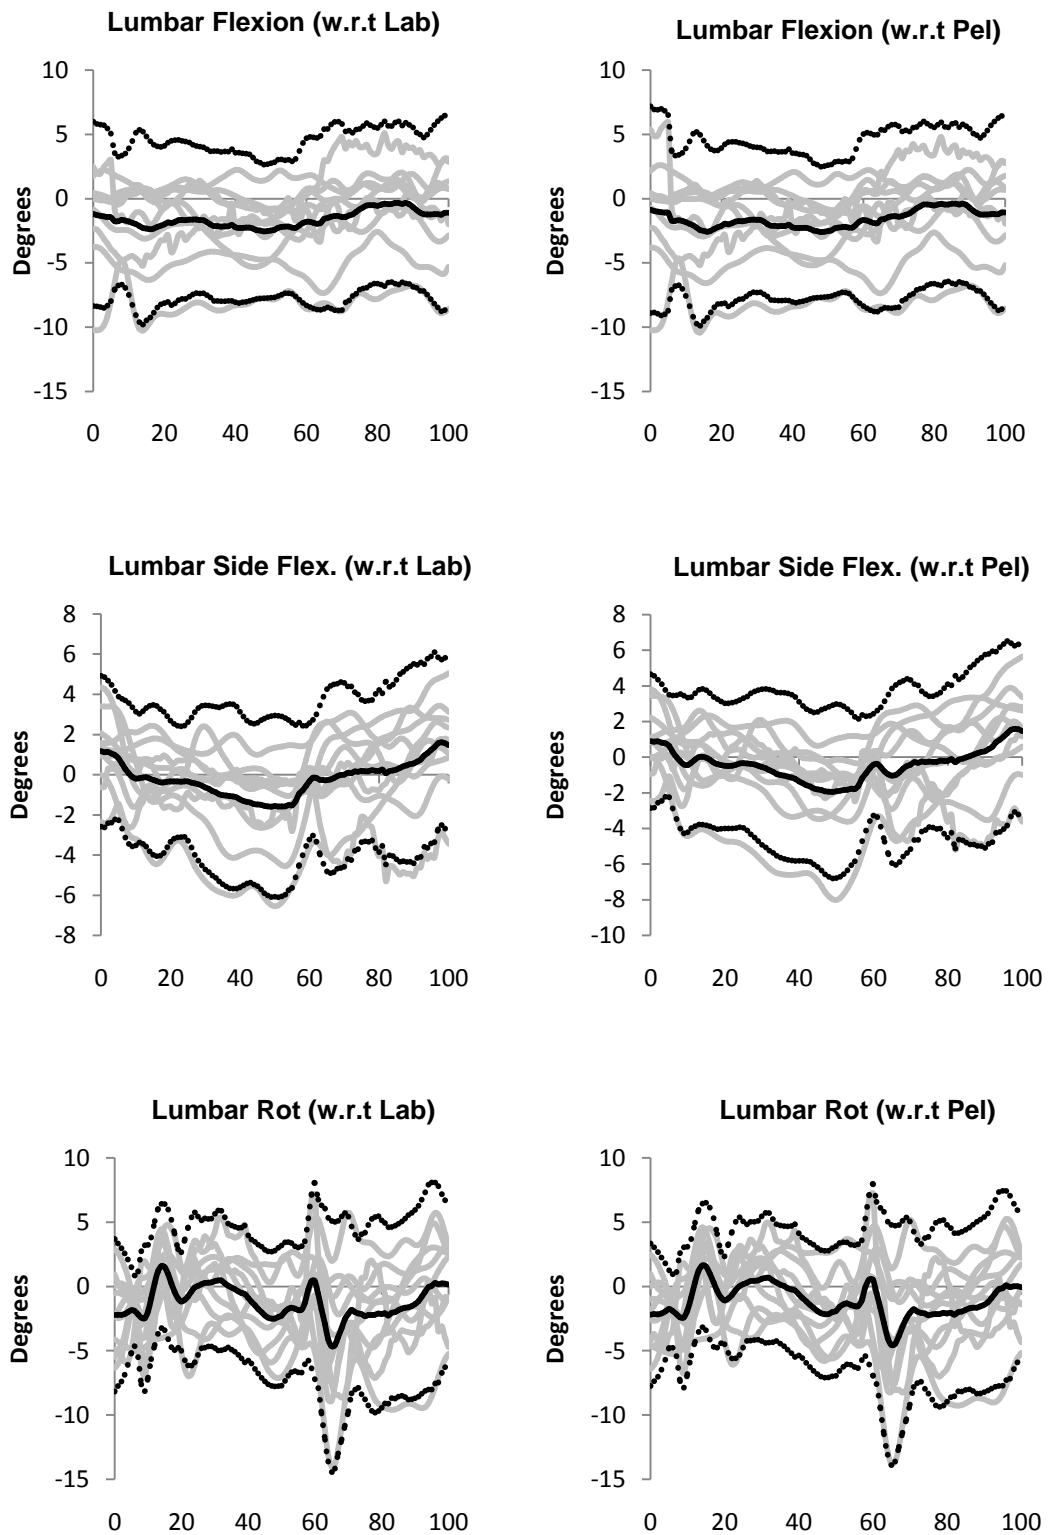 Lumbar Flexion (w.r.t Lab)
10
5
0
-5
-10
-15
Degrees
0 20 40 60 80 100
Lumbar Flexion (w.r.t Pel)
10
5
0
-5
-10
-15
0 20 40 60 80 100
Lumbar Side Flex. (w.r.t Lab)
8
6
4
2
0
-2
-4
-6
-8
Degrees
0 20 40 60 80 100
Lumbar Side Flex. (w.r.t Pel)
8
6
4
2
0
-2
-4
-6
-8
-10
Degrees
0 20 40 60 80 100
Lumbar Rot (w.r.t Lab)
10
5
0
-5
-10
-15
Degrees
0 20 40 60 80 100
Lumbar Rot (w.r.t Pel)
10
5
0
-5
-10
-15
Degrees
0 20 40 60 80 100